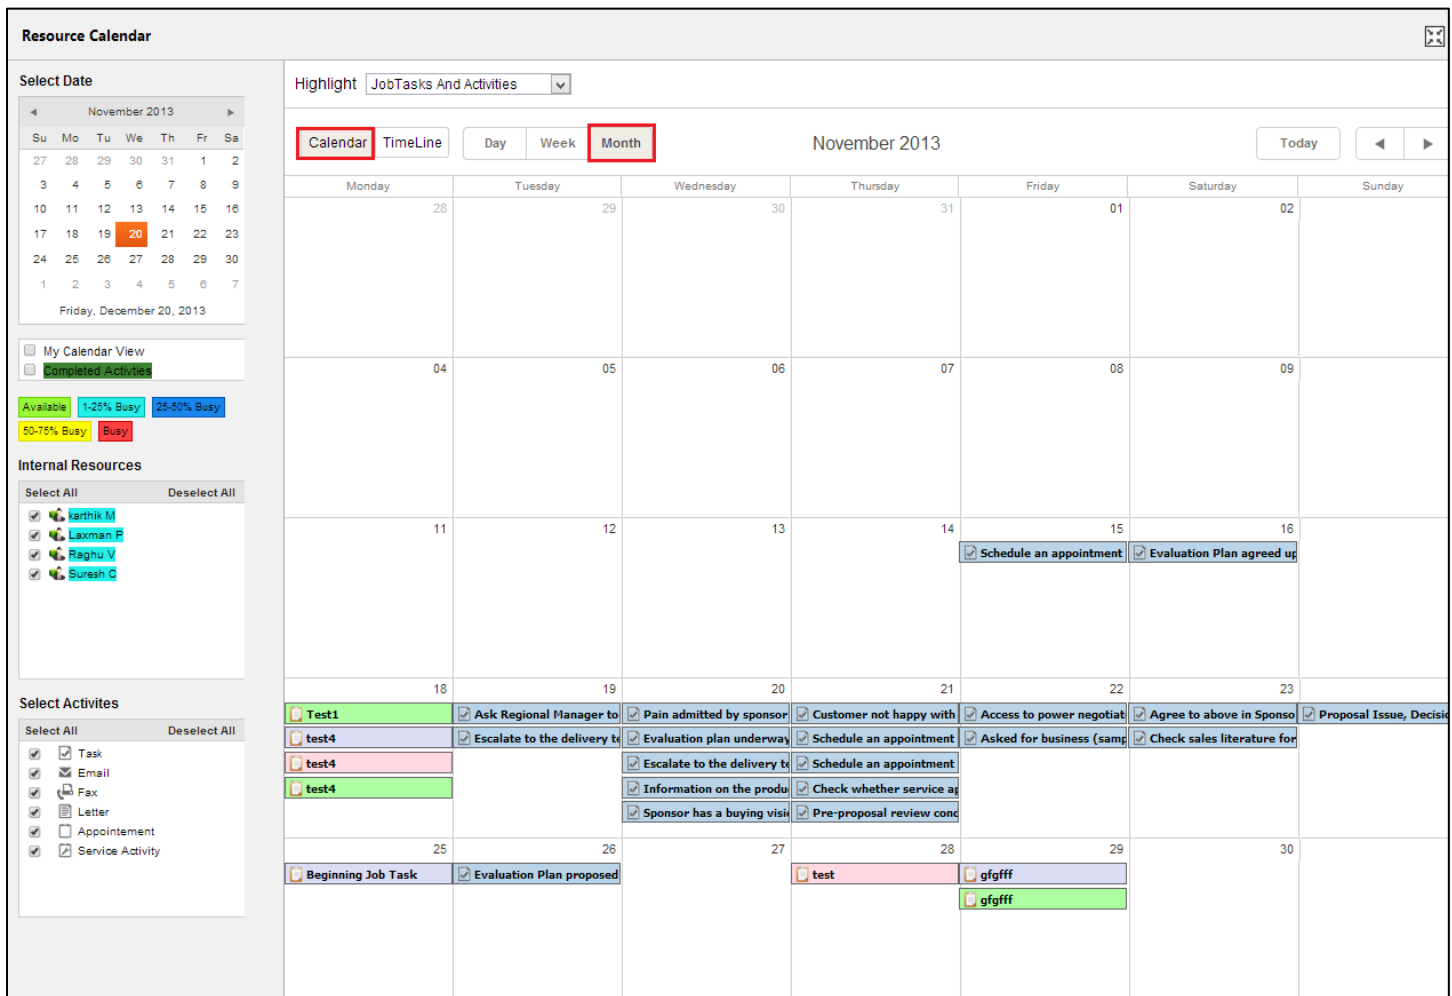 Resource Calendar
Select Date
November 2013
Su Mo Tu We Th Fr Sa
27 28 29 30 31 1 2
3 4 5 6 7 8 9
10 11 12 13 14 15 16
17 18 19 20 21 22 23
24 25 26 27 28 29 30
1 2 3 4 5 6 7
Friday, December 20, 2013
My Calendar View
Completed Activties
Available 1-25% Busy 25-50% Busy
50-75% Busy Busy
Internal Resources
Select All Deselect All
karthik M
Laxman P
Raghu V
Suresh C
Select Activites
Select All Deselect All
Task
Email
Fax
Letter
Appointement
Service Activity
Highlight JobTasks And Activities
Calendar TimeLine Day Week Month November 2013 Today
Monday Tuesday Wednesday Thursday Friday Saturday Sunday
28 29 30 31 01 02
04 05 06 07 08 09
11 12 13 14 15 16
Schedule an appointment Evaluation Plan agreed up
18 19 20 21 22 23
Test1 Ask Regional Manager to Pain admitted by sponsor Customer not happy with Access to power negotiat Agree to above in Sponso Proposal Issue, Decisio
test4 Escalate to the delivery te Evaluation plan underway Schedule an appointment Asked for business (samp Check sales literature for
test4 Escalate to the delivery te Schedule an appointment
test4 Information on the produ Check whether service ap
Sponsor has a buying visi Pre-proposal review cond
25 26 27 28 29 30
Beginning Job Task Evaluation Plan proposed test gfgfff
gfgfff